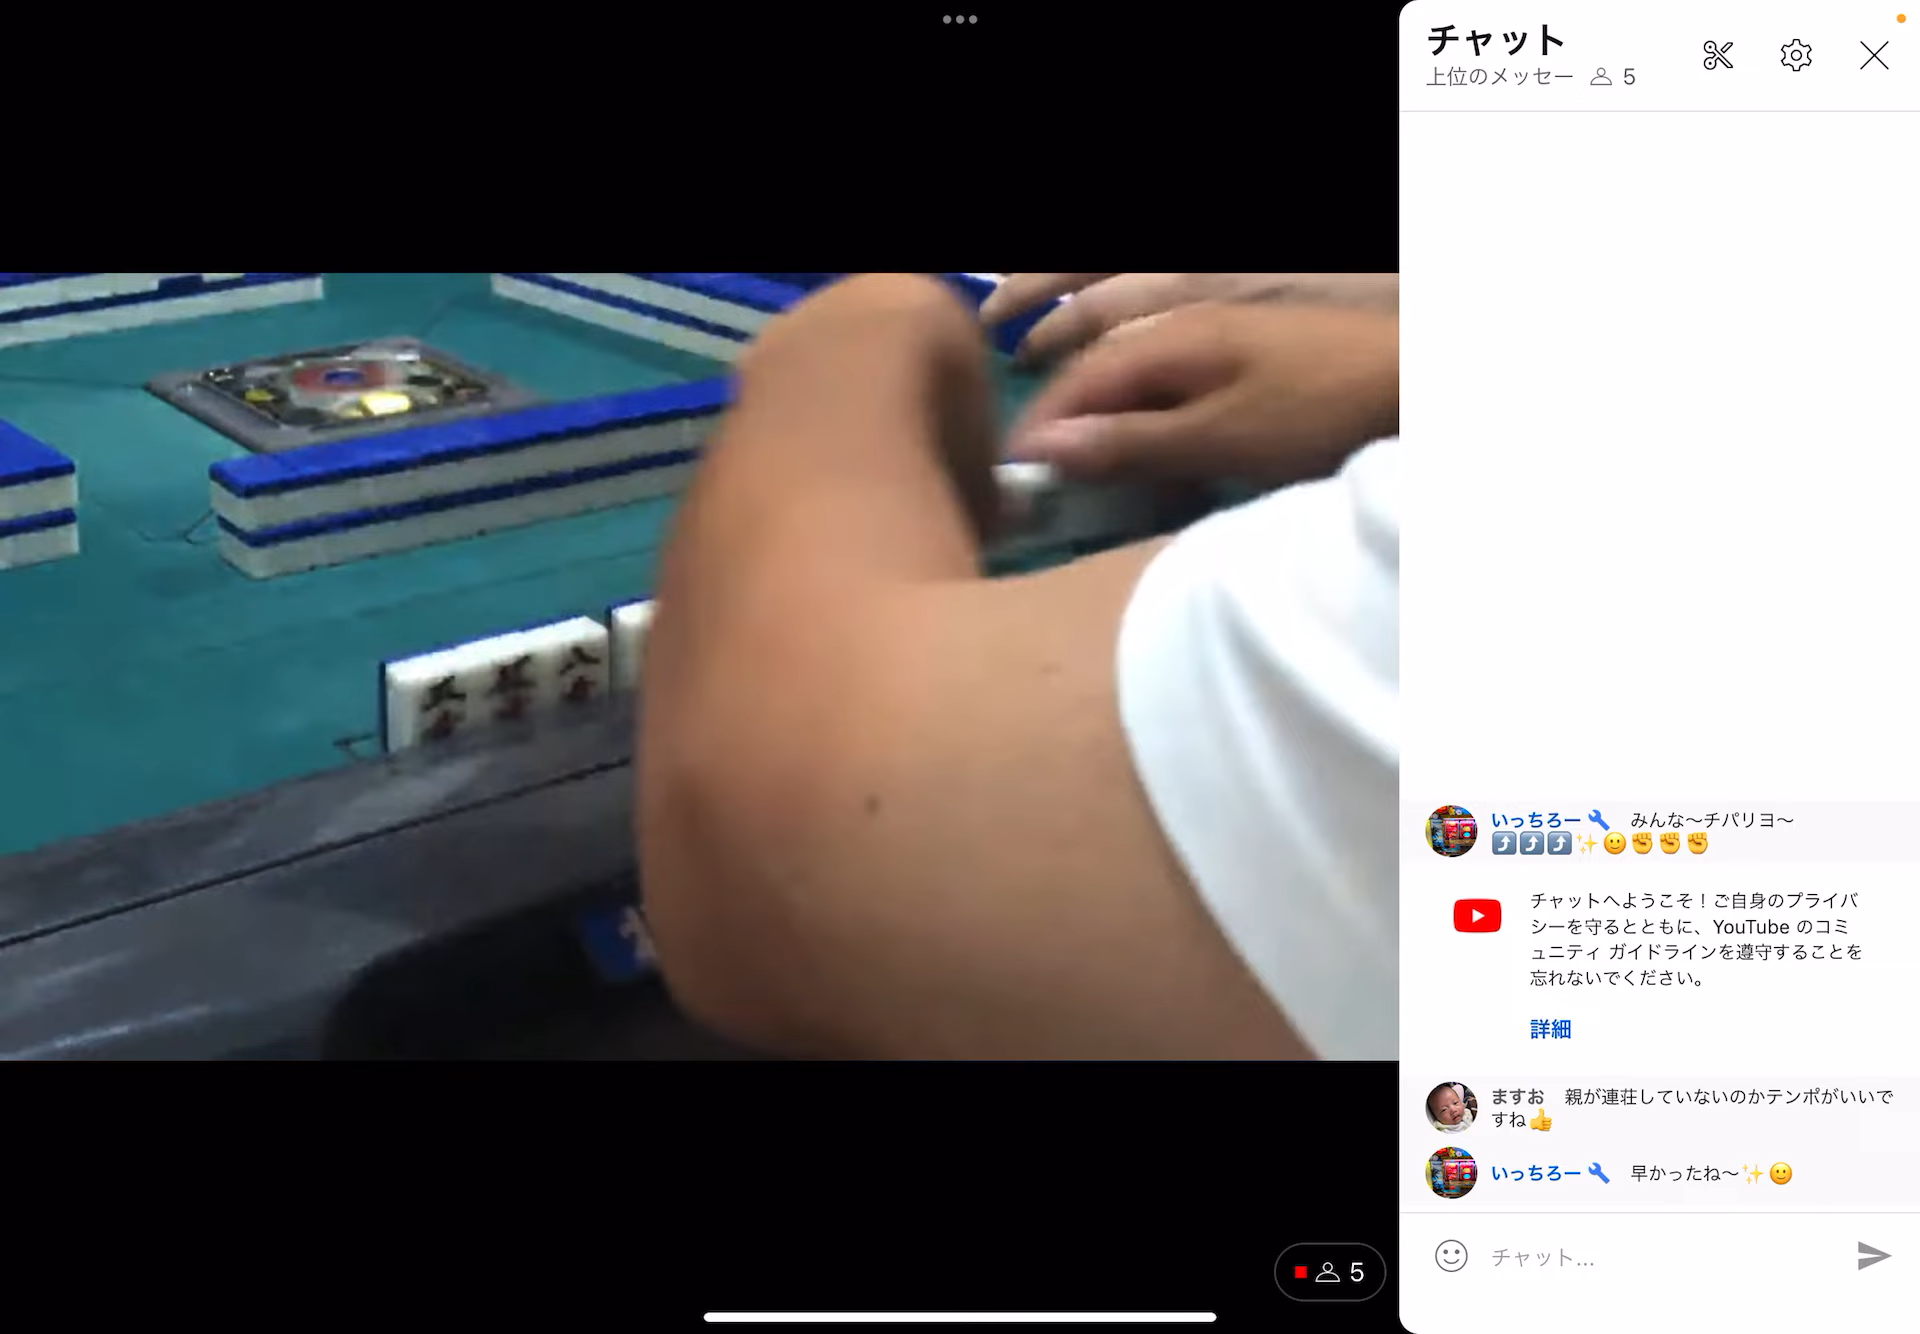 チャット
上位のメッセー 5
いっちろー みんな〜チパリヨ〜
⤴️⤴️⤴️✨🙂✊✊✊
チャットへようこそ！ご自身のプライバ
シーを守るとともに、YouTube のコミ
ュニティ ガイドラインを遵守することを
忘れないでください。
詳細
ますお 親が連荘していないのかテンポがいいで
すね👍
いっちろー 早かったね〜✨🙂
チャット...
5
八